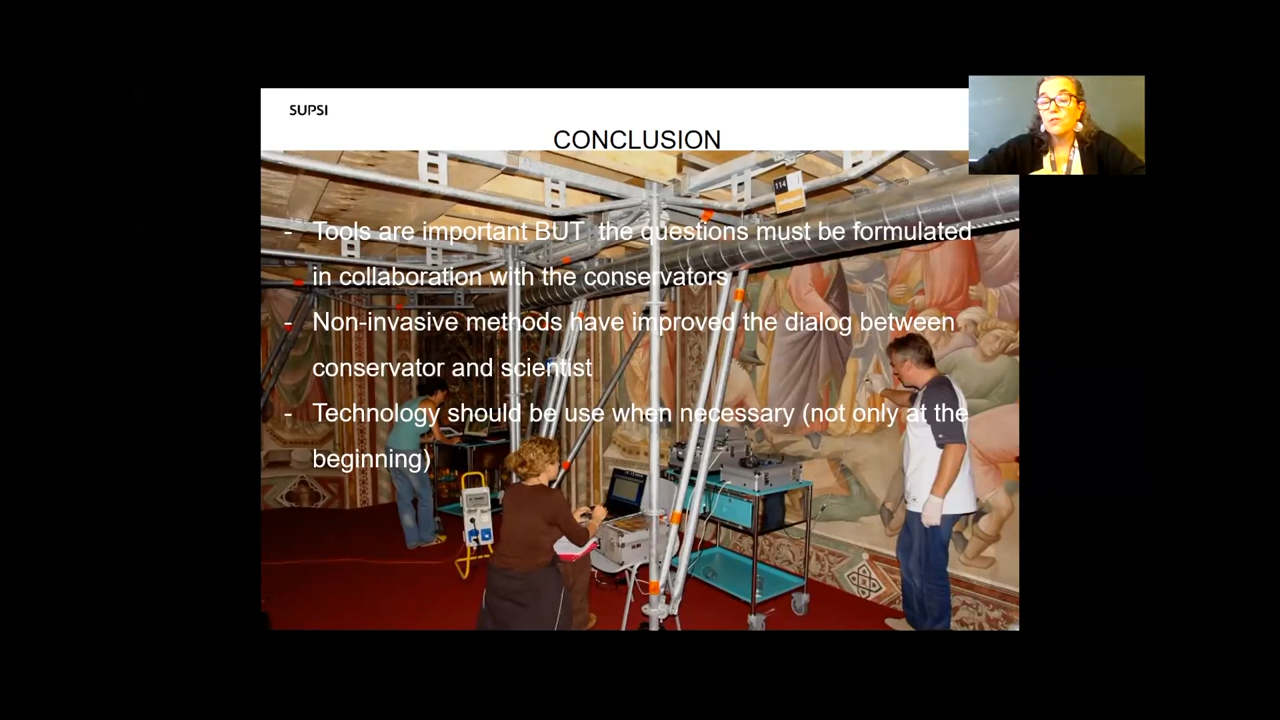 SUPSI
CONCLUSION
114
- Tools are important BUT the questions must be formulated
in collaboration with the conservators
- Non-invasive methods have improved the dialog between
conservator and scientist
- Technology should be use when necessary (not only at the
beginning)